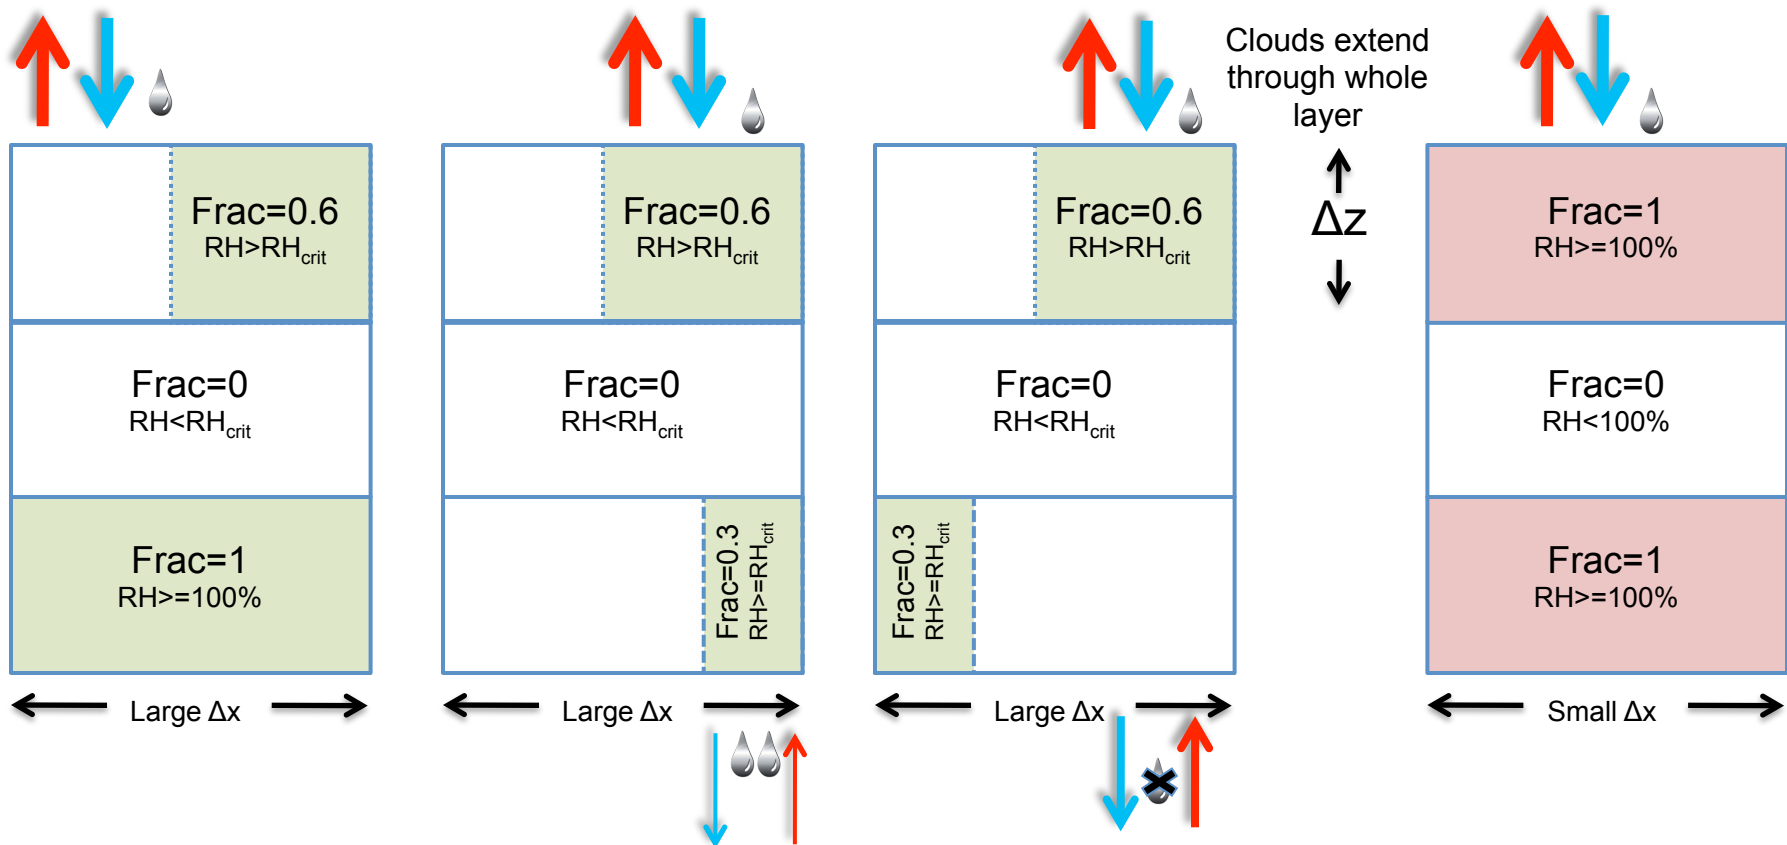 Clouds extend
through whole
layer
Frac=0.6
RH>RHcrit
Frac=0
RH<RHcrit
Frac=1
RH>=100%
Large Δx
Frac=0.6
RH>RHcrit
Frac=0
RH<RHcrit
Frac=0.3
RH>=RHcrit
Large Δx
Frac=0.6
RH>RHcrit
Frac=0
RH<RHcrit
Frac=0.3
RH>=RHcrit
Large Δx
Δz
Frac=1
RH>=100%
Frac=0
RH<100%
Frac=1
RH>=100%
Small Δx